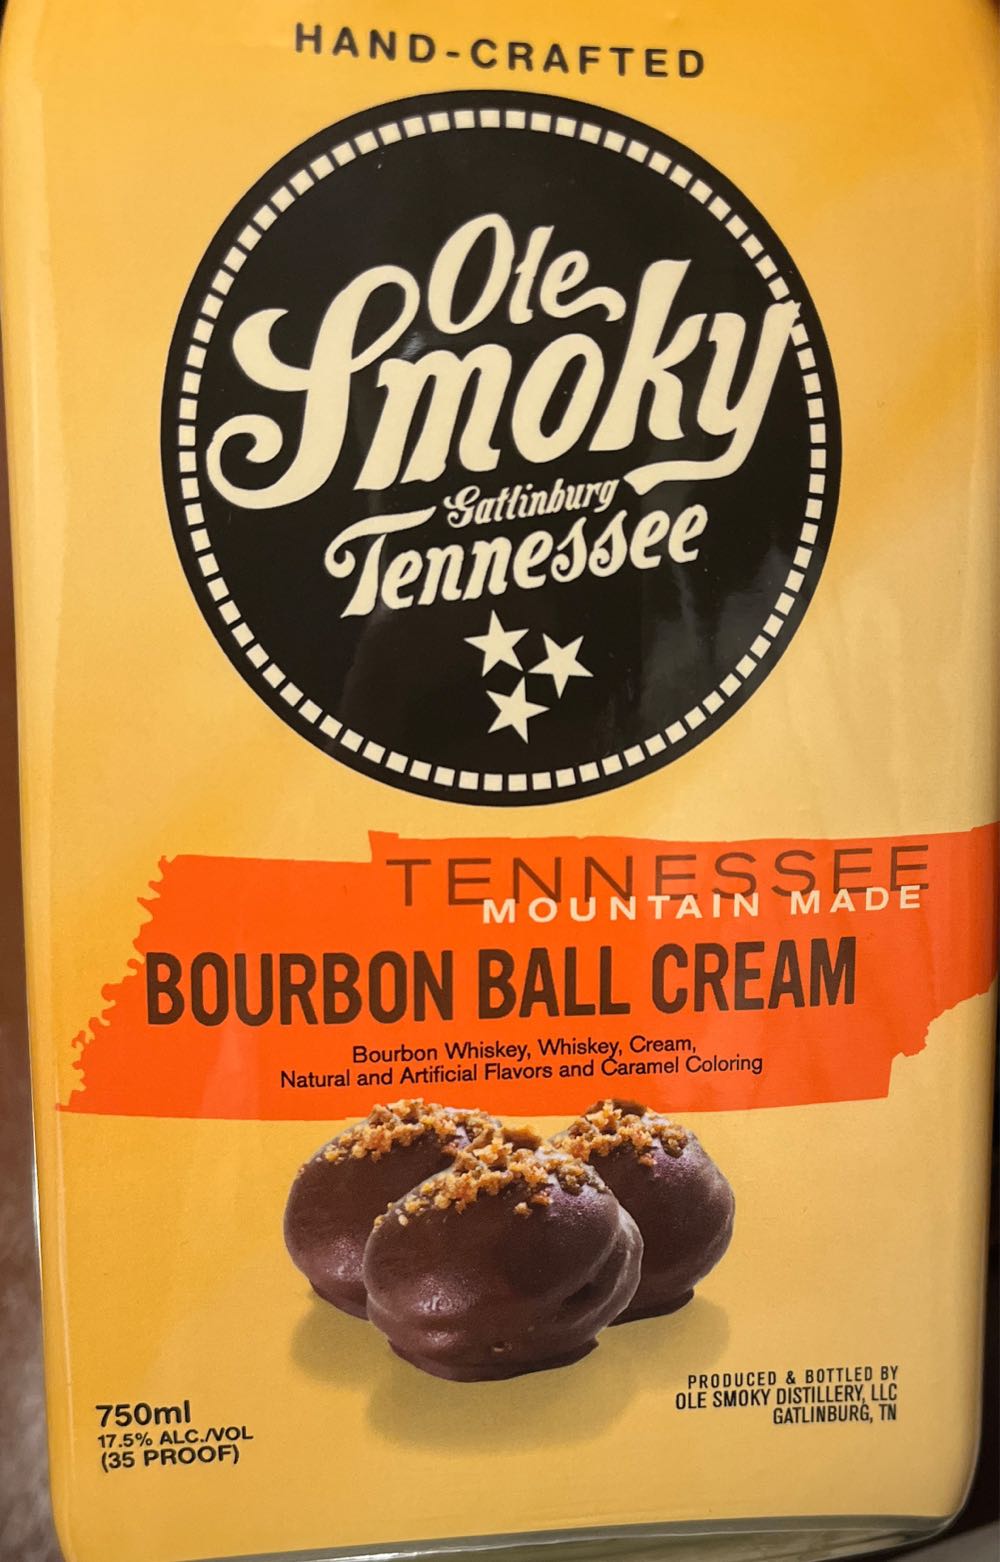 HAND-CRAFTED
Ole
Smoky
Gatlinburg
Tennessee
TENNESSEE
MOUNTAIN MADE
BOURBON BALL CREAM
Bourbon Whiskey, Whiskey, Cream,
Natural and Artificial Flavors and Caramel Coloring
750ml
17.5% ALC./VOL
(35 PROOF)
PRODUCED & BOTTLED BY
OLE SMOKY DISTILLERY, LLC
GATLINBURG, TN